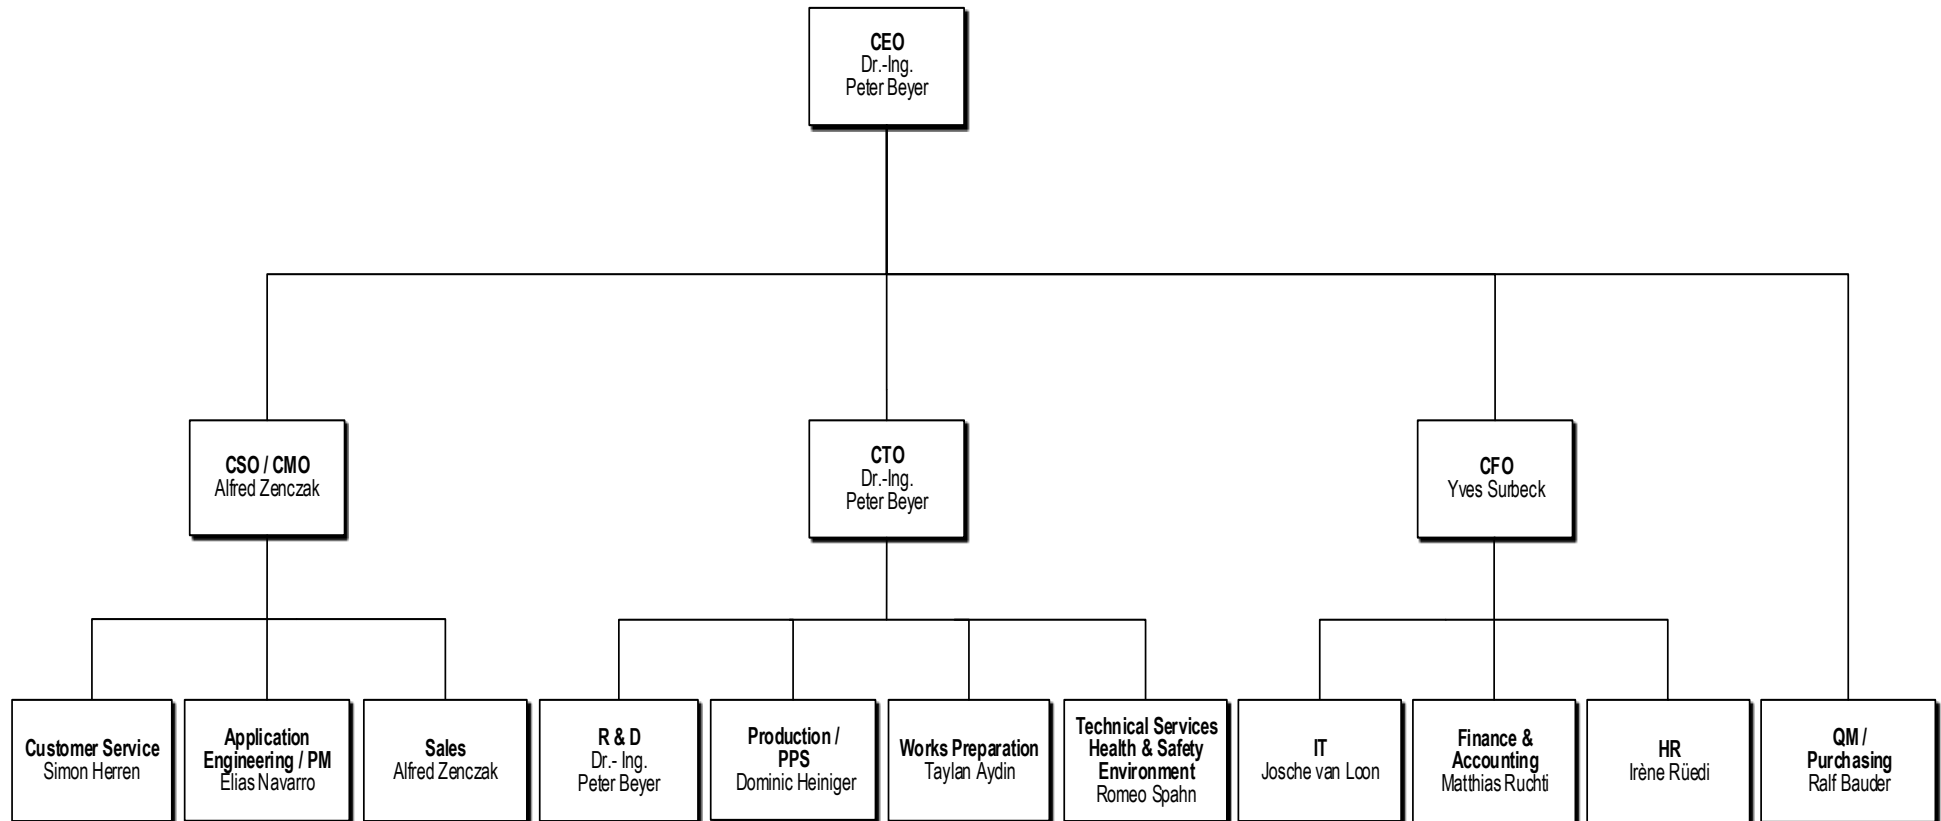 CEO
Dr.-Ing.
Peter Beyer
CSO / CMO
Alfred Zenczak
CTO
Dr.-Ing.
Peter Beyer
CFO
Yves Surbeck
Customer Service
Simon Herren
Application
Engineering / PM
Elias Navarro
Sales
Alfred Zenczak
R & D
Dr.- Ing.
Peter Beyer
Production /
PPS
Dominic Heiniger
Works Preparation
Taylan Aydin
Technical Services
Health & Safety
Environment
Romeo Spahn
IT
Josche van Loon
Finance &
Accounting
Matthias Ruchti
HR
Irène Rüedi
QM /
Purchasing
Ralf Bauder